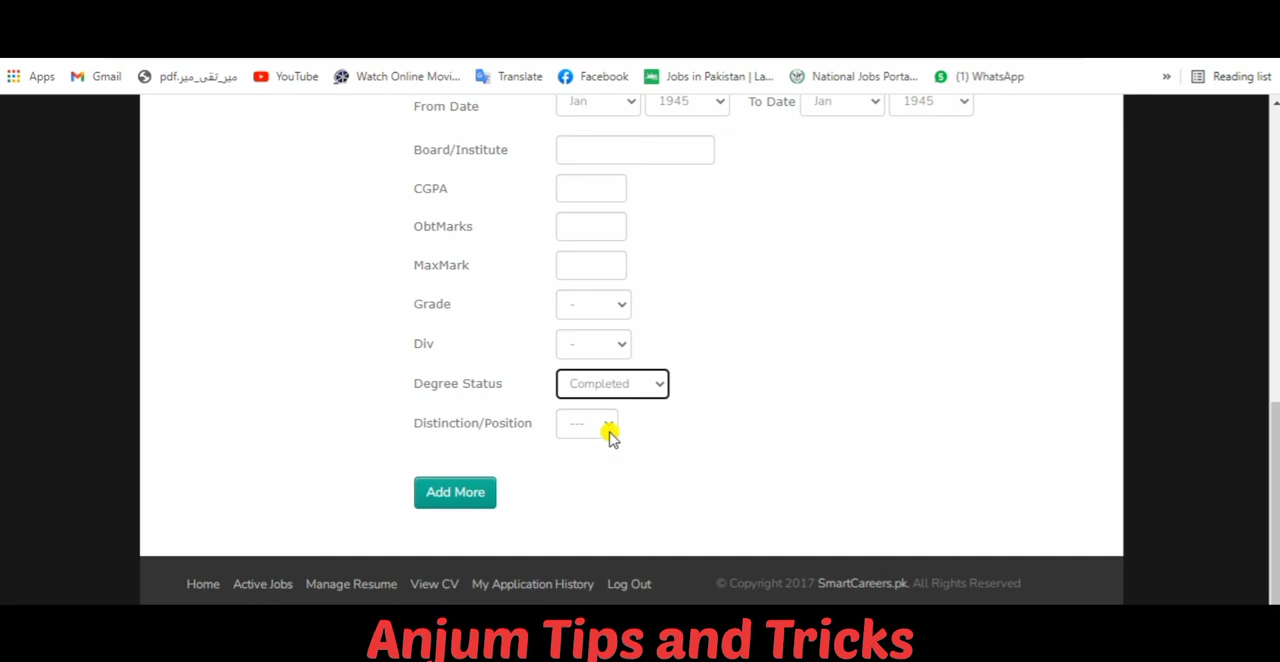 Apps Gmail میر_تقی_میر.pdf YouTube Watch Online Movi... Translate Facebook Jobs in Pakistan | La... National Jobs Porta... (1) WhatsApp » Reading list
From Date Jan 1945 To Date Jan 1945
Board/Institute
CGPA
ObtMarks
MaxMark
Grade -
Div -
Degree Status Completed
Distinction/Position ---
Add More
Home Active Jobs Manage Resume View CV My Application History Log Out © Copyright 2017 SmartCareers.pk. All Rights Reserved
Anjum Tips and Tricks